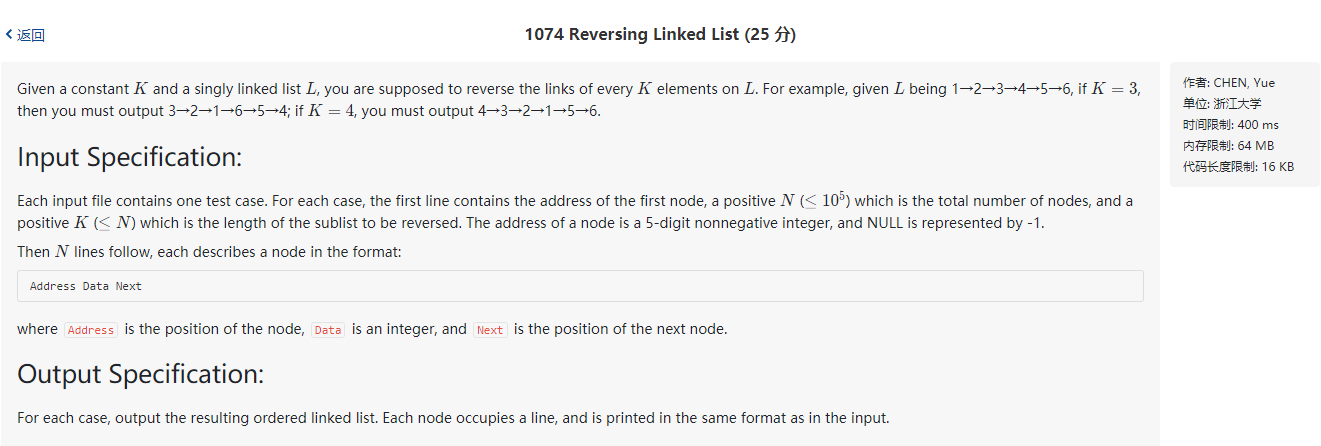 返回
1074 Reversing Linked List (25 分)
Given a constant K and a singly linked list L, you are supposed to reverse the links of every K elements on L. For example, given L being 1→2→3→4→5→6, if K = 3,
then you must output 3→2→1→6→5→4; if K = 4, you must output 4→3→2→1→5→6.
作者: CHEN, Yue
单位: 浙江大学
时间限制: 400 ms
内存限制: 64 MB
代码长度限制: 16 KB
Input Specification:
Each input file contains one test case. For each case, the first line contains the address of the first node, a positive N (≤ 10⁵) which is the total number of nodes, and a
positive K (≤ N) which is the length of the sublist to be reversed. The address of a node is a 5-digit nonnegative integer, and NULL is represented by -1.
Then N lines follow, each describes a node in the format:
Address Data Next
where Address is the position of the node, Data is an integer, and Next is the position of the next node.
Output Specification:
For each case, output the resulting ordered linked list. Each node occupies a line, and is printed in the same format as in the input.